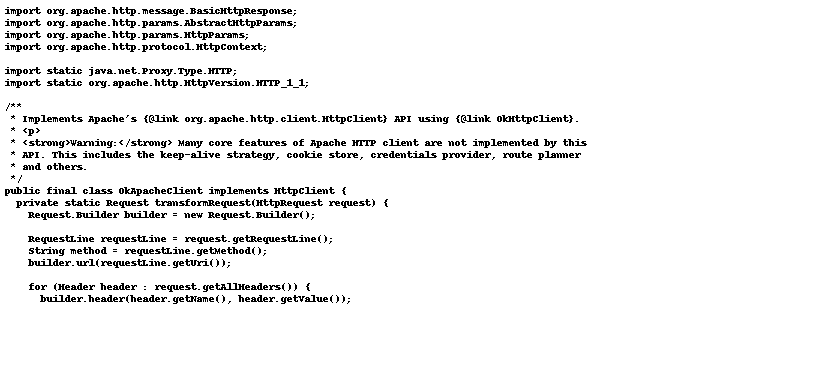 import org.apache.http.message.BasicHttpResponse;
import org.apache.http.params.AbstractHttpParams;
import org.apache.http.params.HttpParams;
import org.apache.http.protocol.HttpContext;

import static java.net.Proxy.Type.HTTP;
import static org.apache.http.HttpVersion.HTTP_1_1;

/**
 * Implements Apache's {@link org.apache.http.client.HttpClient} API using {@link OkHttpClient}.
 * <p>
 * <strong>Warning:</strong> Many core features of Apache HTTP client are not implemented by this
 * API. This includes the keep-alive strategy, cookie store, credentials provider, route planner
 * and others.
 */
public final class OkApacheClient implements HttpClient {
  private static Request transformRequest(HttpRequest request) {
    Request.Builder builder = new Request.Builder();

    RequestLine requestLine = request.getRequestLine();
    String method = requestLine.getMethod();
    builder.url(requestLine.getUri());

    for (Header header : request.getAllHeaders()) {
      builder.header(header.getName(), header.getValue());